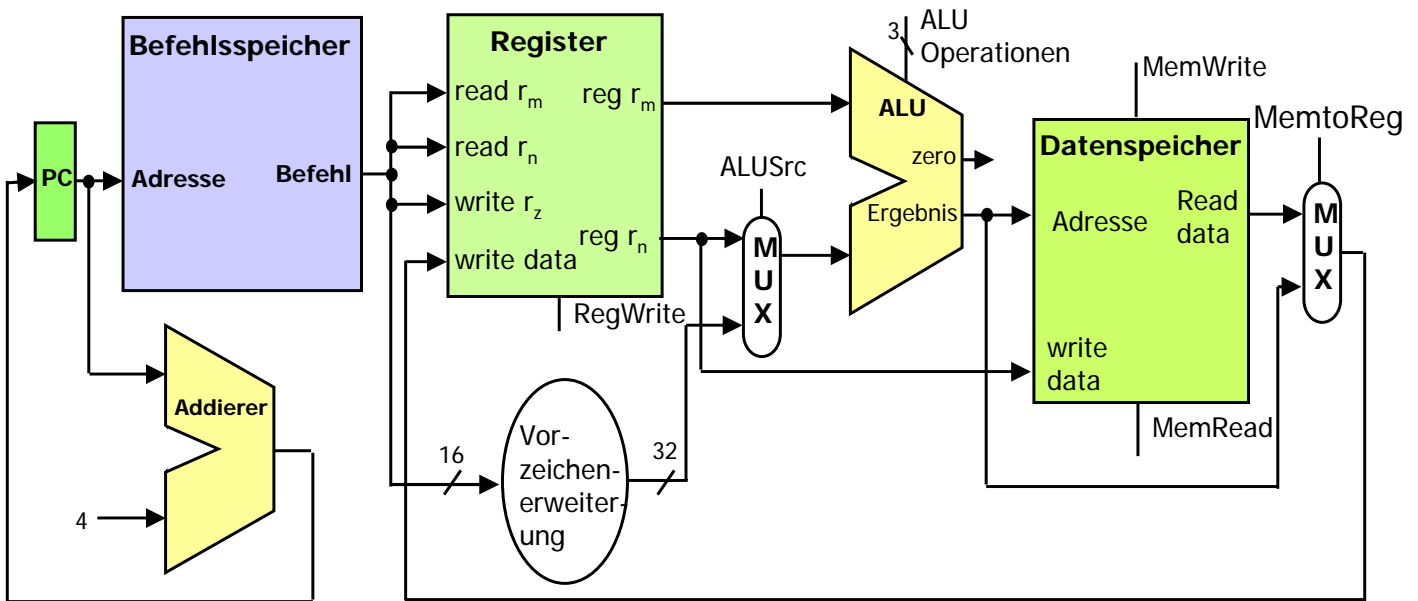 PC
Befehlsspeicher
Adresse
Befehl
Addierer
4
Register
read rm
read rn
write rz
write data
reg rm
reg rn
RegWrite
16
Vor-
zeichen-
erweiter-
ung
32
ALUSrc
M
U
X
3
ALU
Operationen
ALU
zero
Ergebnis
MemWrite
Datenspeicher
Adresse
Read
data
write
data
MemRead
MemtoReg
M
U
X